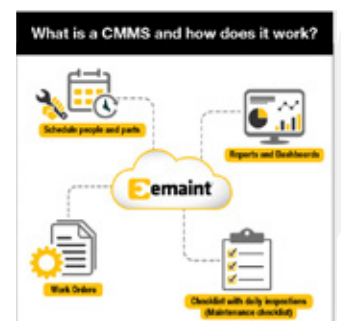 What is a CMMS and how does it work?
Schedule people and parts
Reports and Dashboards
emaint
Work Orders
Checklist with daily inspections
(Maintenance checklist)